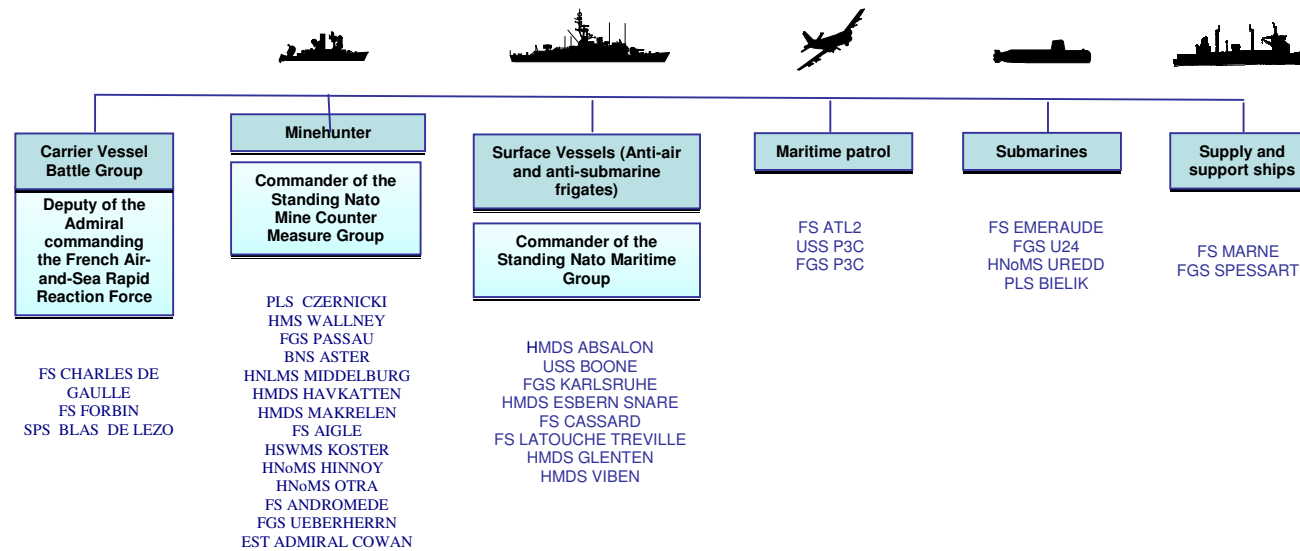 Carrier Vessel
Battle Group
Deputy of the
Admiral
commanding
the French Air-
and-Sea Rapid
Reaction Force
FS CHARLES DE
GAULLE
FS FORBIN
SPS BLAS DE LEZO
Minehunter
Commander of the
Standing Nato
Mine Counter
Measure Group
PLS CZERNICKI
HMS WALLNEY
FGS PASSAU
BNS ASTER
HNLMS MIDDELBURG
HMDS HAVKATTEN
HMDS MAKRELEN
FS AIGLE
HSWMS KOSTER
HNoMS HINNOY
HNoMS OTRA
FS ANDROMEDE
FGS UEBERHERRN
EST ADMIRAL COWAN
Surface Vessels (Anti-air
and anti-submarine
frigates)
Commander of the
Standing Nato Maritime
Group
HMDS ABSALON
USS BOONE
FGS KARLSRUHE
HMDS ESBERN SNARE
FS CASSARD
FS LATOUCHE TREVILLE
HMDS GLENTEN
HMDS VIBEN
Maritime patrol
FS ATL2
USS P3C
FGS P3C
Submarines
FS EMERAUDE
FGS U24
HNoMS UREDD
PLS BIELIK
Supply and
support ships
FS MARNE
FGS SPESSART